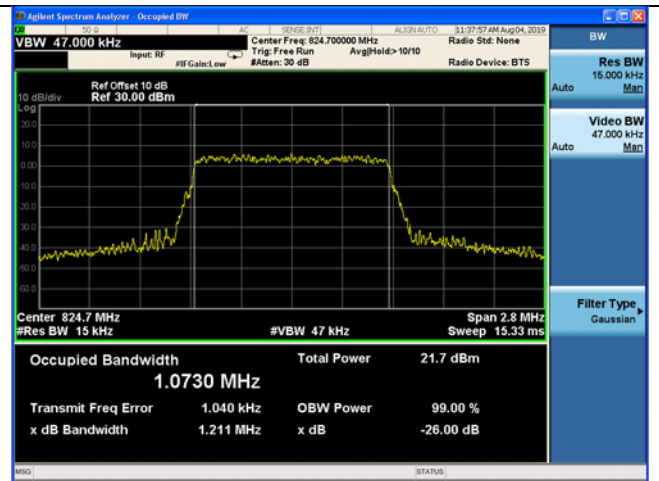 Agilent Spectrum Analyzer - Occupied BW
50 Ω AC SENSE:INT ALIGN AUTO 11:37:57 AM Aug 04, 2019
VBW 47.000 kHz Center Freq: 824.700000 MHz Radio Std: None
Input: RF Trig: Free Run Avg|Hold:> 10/10
#IFGain:Low #Atten: 30 dB Radio Device: BTS
Ref Offset 10 dB
10 dB/div Ref 30.00 dBm
Log
20.0
10.0
0.00
-10.0
-20.0
-30.0
-40.0
-50.0
-60.0
Center 824.7 MHz Span 2.8 MHz
#Res BW 15 kHz #VBW 47 kHz Sweep 15.33 ms
Occupied Bandwidth Total Power 21.7 dBm
1.0730 MHz
Transmit Freq Error 1.040 kHz OBW Power 99.00 %
x dB Bandwidth 1.211 MHz x dB -26.00 dB
MSG STATUS
BW
Res BW
15.000 kHz
Auto Man
Video BW
47.000 kHz
Auto Man
Filter Type
Gaussian